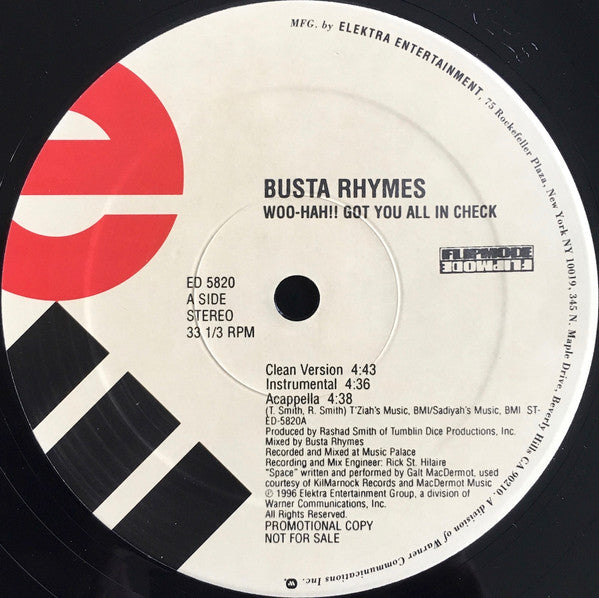 MFG. by ELEKTRA ENTERTAINMENT, 75 Rockefeller Plaza, New York NY 10019, 345 N. Maple Drive, Beverly Hills CA 90210. A division of Warner Communications Inc.
BUSTA RHYMES
WOO-HAH!! GOT YOU ALL IN CHECK
FLIPMODE
FLIPMODE
ED 5820
A SIDE
STEREO
33 1/3 RPM
Clean Version 4:43
Instrumental 4:36
Acappella 4:38
(T. Smith, R. Smith) T'Ziah's Music, BMI/Sadiyah's Music, BMI ST-
ED-5820A
Produced by Rashad Smith of Tumblin Dice Productions, Inc.
Mixed by Busta Rhymes
Recorded and Mixed at Music Palace
Recording and Mix Engineer: Rick St. Hilaire
"Space" written and performed by Galt MacDermot, used
courtesy of KilMarnock Records and MacDermot Music
℗ 1996 Elektra Entertainment Group, a division of
Warner Communications, Inc.
All Rights Reserved.
PROMOTIONAL COPY
NOT FOR SALE